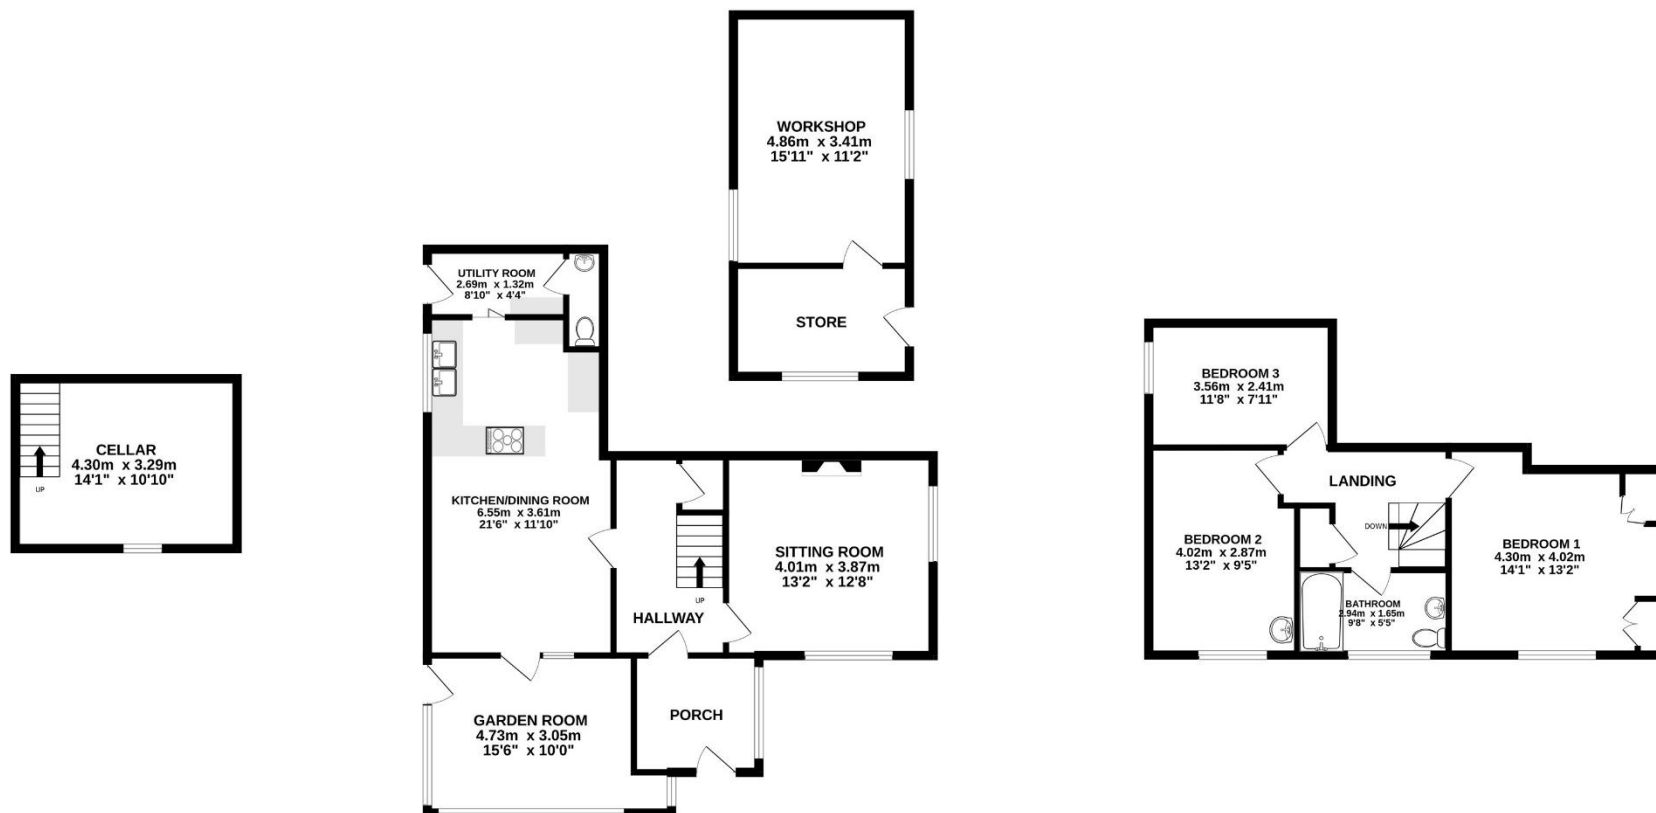 CELLAR
4.30m x 3.29m
14'1" x 10'10"
UP
WORKSHOP
4.86m x 3.41m
15'11" x 11'2"
STORE
UTILITY ROOM
2.69m x 1.32m
8'10" x 4'4"
KITCHEN/DINING ROOM
6.55m x 3.61m
21'6" x 11'10"
SITTING ROOM
4.01m x 3.87m
13'2" x 12'8"
UP
HALLWAY
PORCH
GARDEN ROOM
4.73m x 3.05m
15'6" x 10'0"
BEDROOM 3
3.56m x 2.41m
11'8" x 7'11"
LANDING
DOWN
BEDROOM 2
4.02m x 2.87m
13'2" x 9'5"
BEDROOM 1
4.30m x 4.02m
14'1" x 13'2"
BATHROOM
2.94m x 1.65m
9'8" x 5'5"